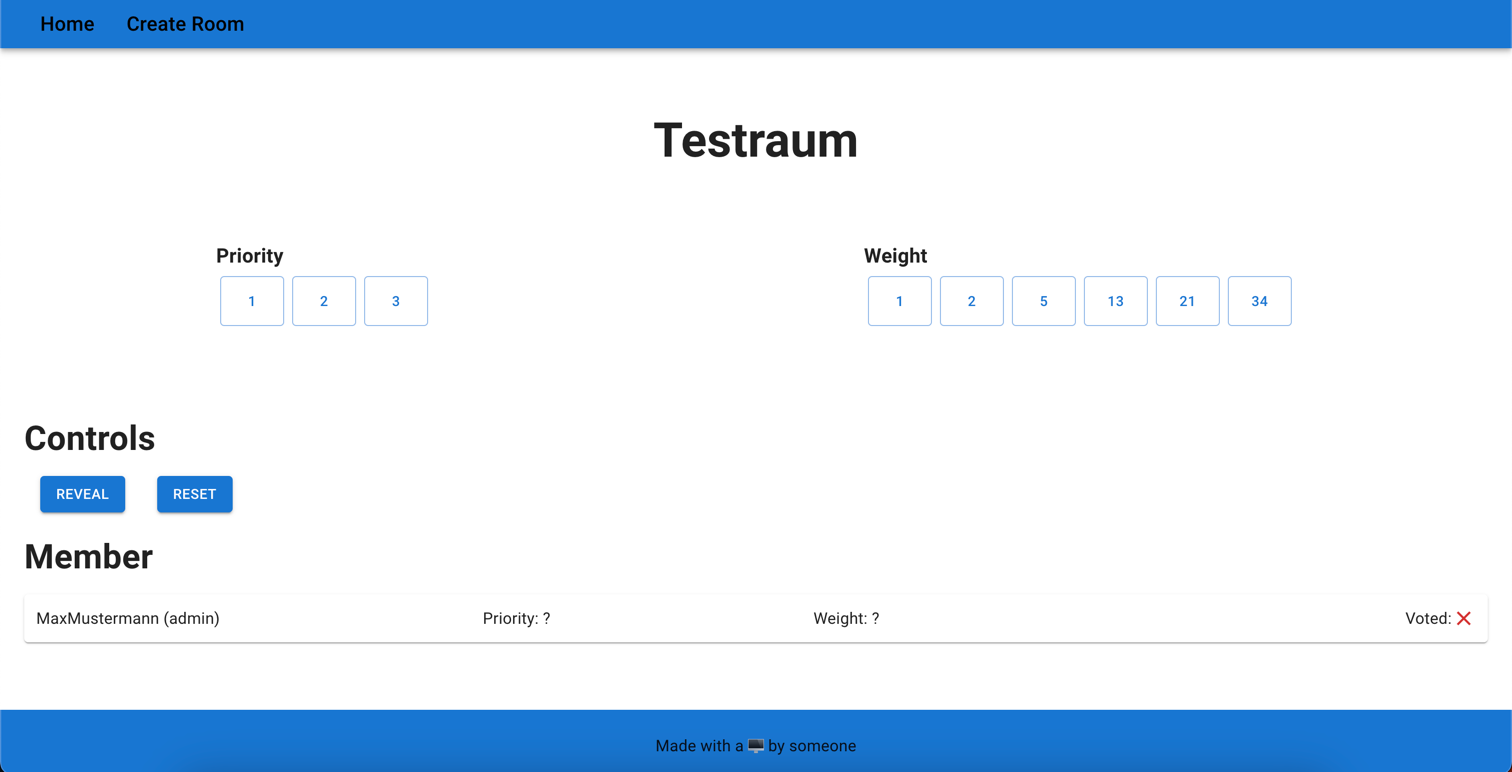 Home Create Room
Testraum
Priority
1 2 3
Weight
1 2 5 13 21 34
Controls
REVEAL RESET
Member
MaxMustermann (admin) Priority: ? Weight: ? Voted: ❌
Made with a 🖥️ by someone